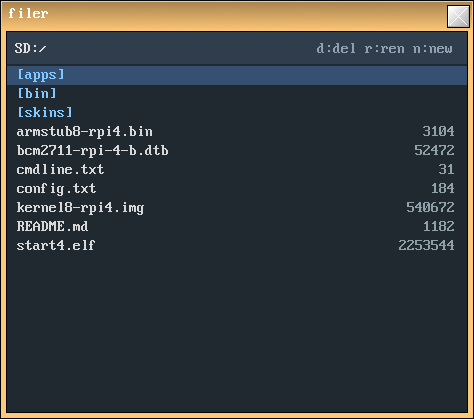 filer
SD:/ d:del r:ren n:new
[apps]
[bin]
[skins]
armstub8-rpi4.bin 3104
bcm2711-rpi-4-b.dtb 52472
cmdline.txt 31
config.txt 184
kernel8-rpi4.img 540672
README.md 1182
start4.elf 2253544